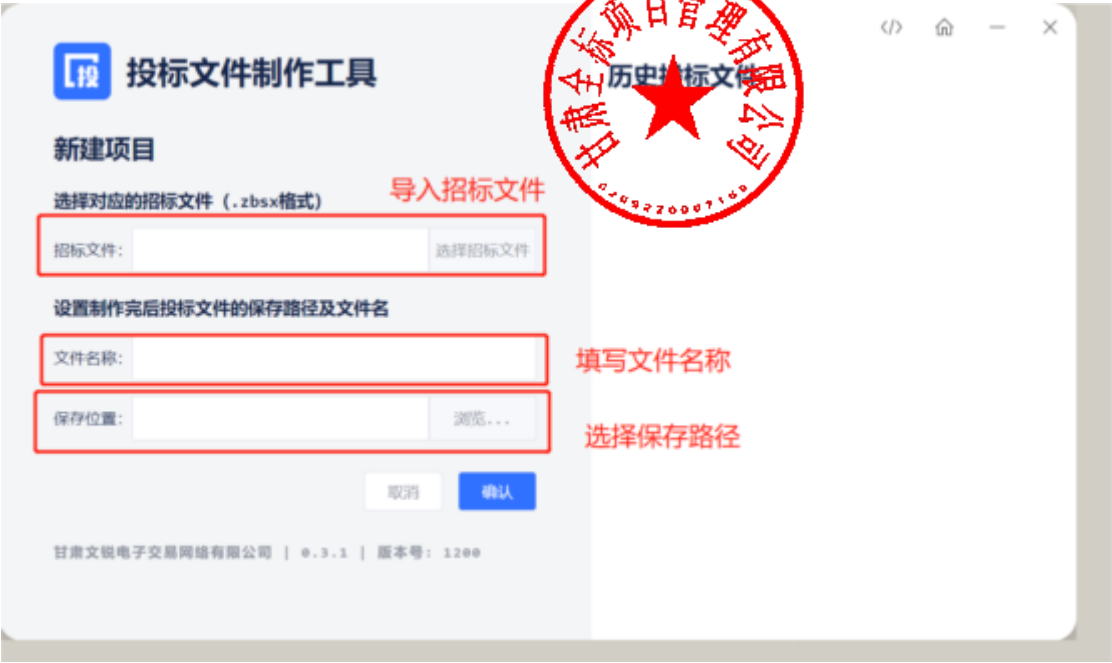 投标文件制作工具
新建项目
选择对应的招标文件（.zbsx格式）
导入招标文件
招标文件：
选择招标文件
设置制作完后投标文件的保存路径及文件名
文件名称：
填写文件名称
保存位置：
浏览...
选择保存路径
取消
确认
甘肃文锐电子交易网络有限公司 | 0.3.1 | 版本号：1200
投
</>
历史投标文件
甘肃全标项目管理有限公司